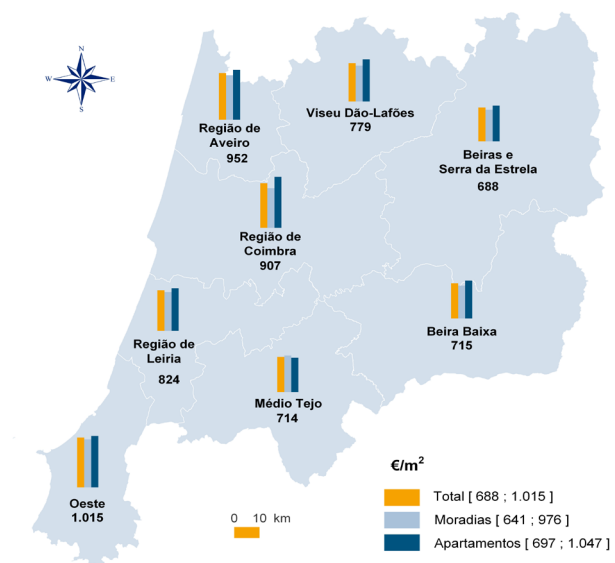 N
W E
S
Região de
Aveiro
952
Viseu Dão-Lafões
779
Beiras e
Serra da Estrela
688
Região de
Coimbra
907
Beira Baixa
715
Região de
Leiria
824
Médio Tejo
714
Oeste
1.015
0 10 km
€/m²
Total [ 688 ; 1.015 ]
Moradias [ 641 ; 976 ]
Apartamentos [ 697 ; 1.047 ]